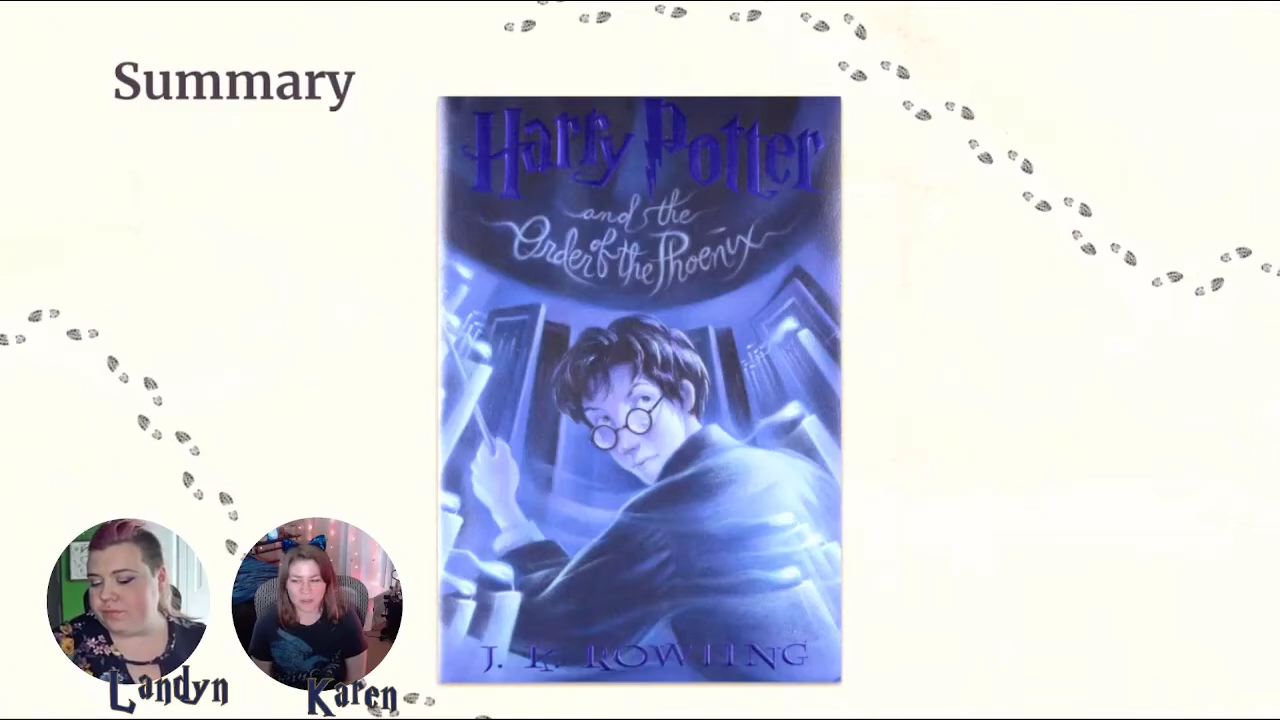 Summary
Harry Potter
and the
Order of the Phoenix
J. K. ROWLING
Landyn
Karen